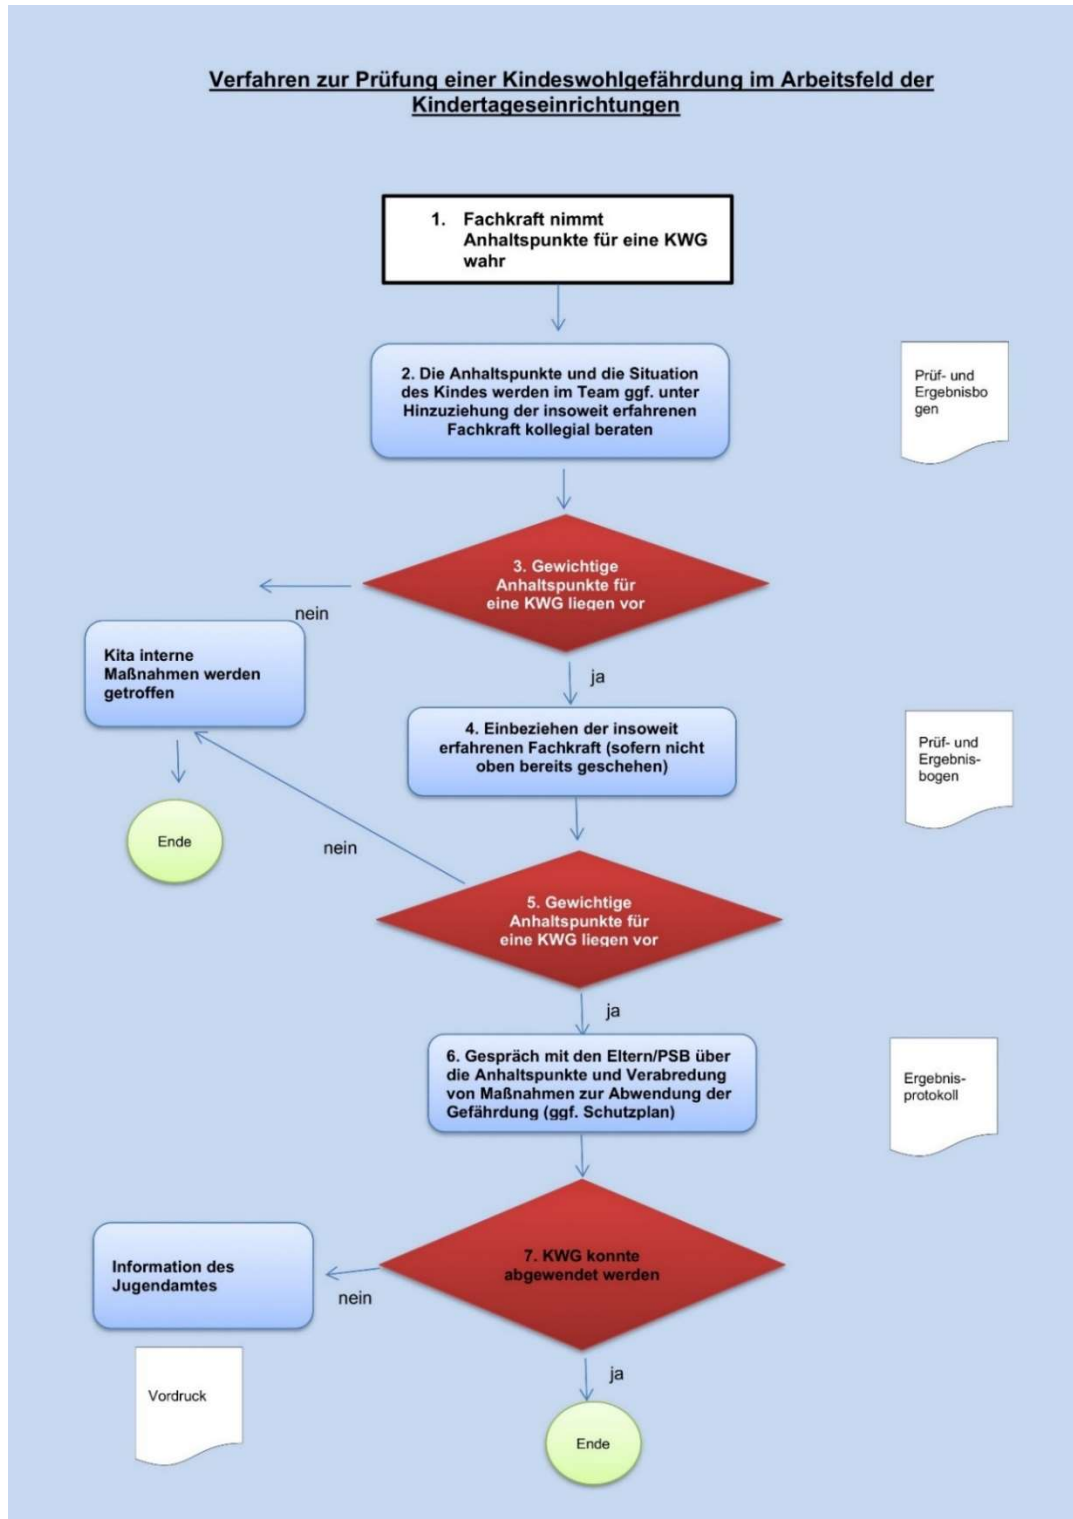 Verfahren zur Prüfung einer Kindeswohlgefährdung im Arbeitsfeld der
Kindertageseinrichtungen
1. Fachkraft nimmt
Anhaltspunkte für eine KWG
wahr
2. Die Anhaltspunkte und die Situation
des Kindes werden im Team ggf. unter
Hinzuziehung der insoweit erfahrenen
Fachkraft kollegial beraten
Prüf- und
Ergebnisbo
gen
3. Gewichtige
Anhaltspunkte für
eine KWG liegen vor
nein
Kita interne
Maßnahmen werden
getroffen
ja
4. Einbeziehen der insoweit
erfahrenen Fachkraft (sofern nicht
oben bereits geschehen)
Prüf- und
Ergebnis-
bogen
Ende
nein
5. Gewichtige
Anhaltspunkte für
eine KWG liegen vor
ja
6. Gespräch mit den Eltern/PSB über
die Anhaltspunkte und Verabredung
von Maßnahmen zur Abwendung der
Gefährdung (ggf. Schutzplan)
Ergebnis-
protokoll
7. KWG konnte
abgewendet werden
Information des
Jugendamtes
nein
Vordruck
ja
Ende